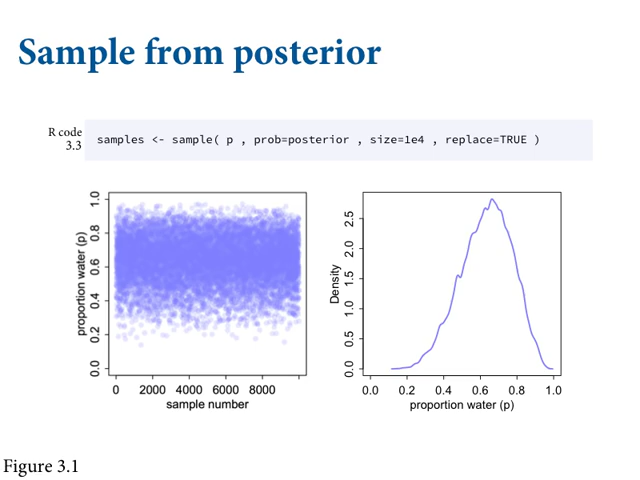 Sample from posterior
R code
3.3
samples <- sample( p , prob=posterior , size=1e4 , replace=TRUE )
proportion water (p)
0.0 0.2 0.4 0.6 0.8 1.0
0 2000 4000 6000 8000
sample number
Density
0.0 0.5 1.0 1.5 2.0 2.5
0.0 0.2 0.4 0.6 0.8 1.0
proportion water (p)
Figure 3.1